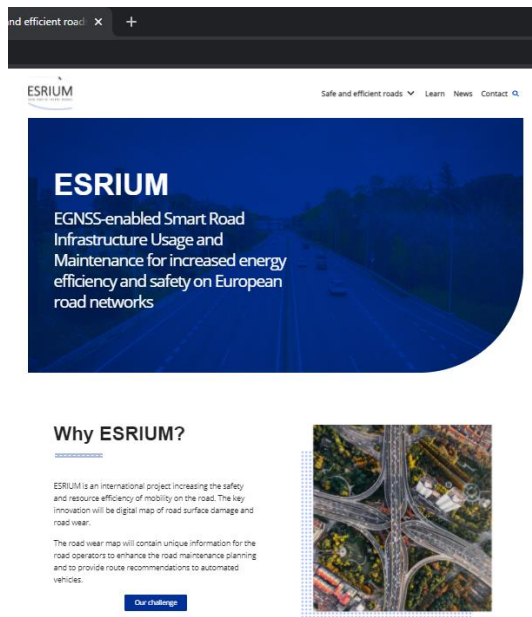 and efficient road
ESRIUM
Safe and efficient roads Learn News Contact
ESRIUM
EGNSS-enabled Smart Road
Infrastructure Usage and
Maintenance for increased energy
efficiency and safety on European
road networks
Why ESRIUM?
ESRIUM is an international project increasing the safety
and resource efficiency of mobility on the road. The key
innovation will be digital map of road surface damage and
road wear.
The road wear map will contain unique information for the
road operators to enhance the road maintenance planning
and to provide route recommendations to automated
vehicles.
Our challenge